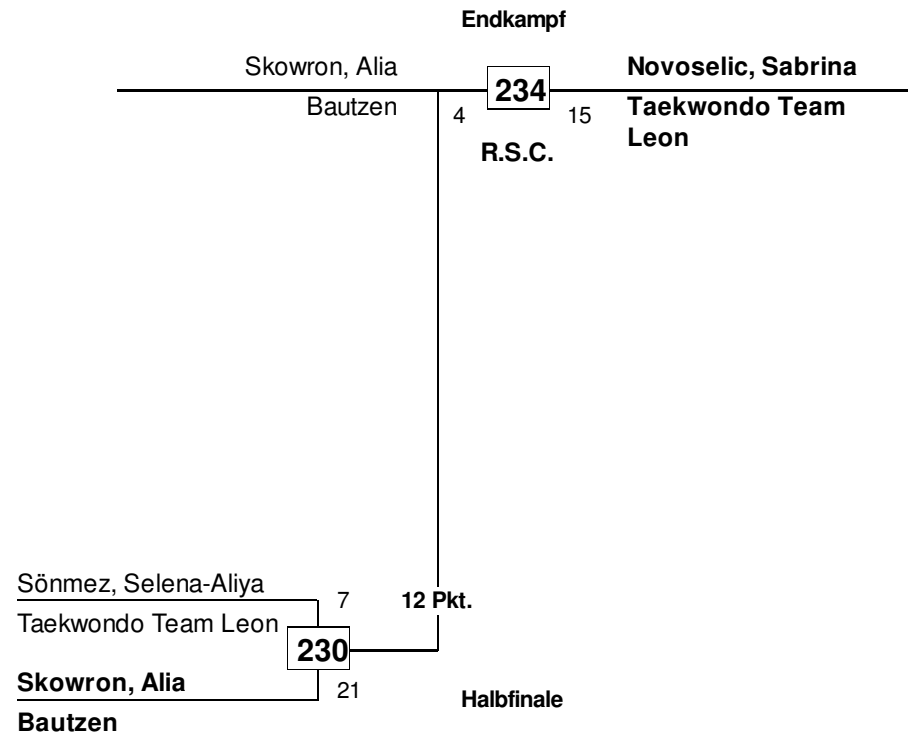 Endkampf
Skowron, Alia
Bautzen
4
234
15
R.S.C.
Novoselic, Sabrina
Taekwondo Team
Leon
Sönmez, Selena-Aliya
Taekwondo Team Leon
7
12 Pkt.
230
Skowron, Alia
Bautzen
21
Halbfinale